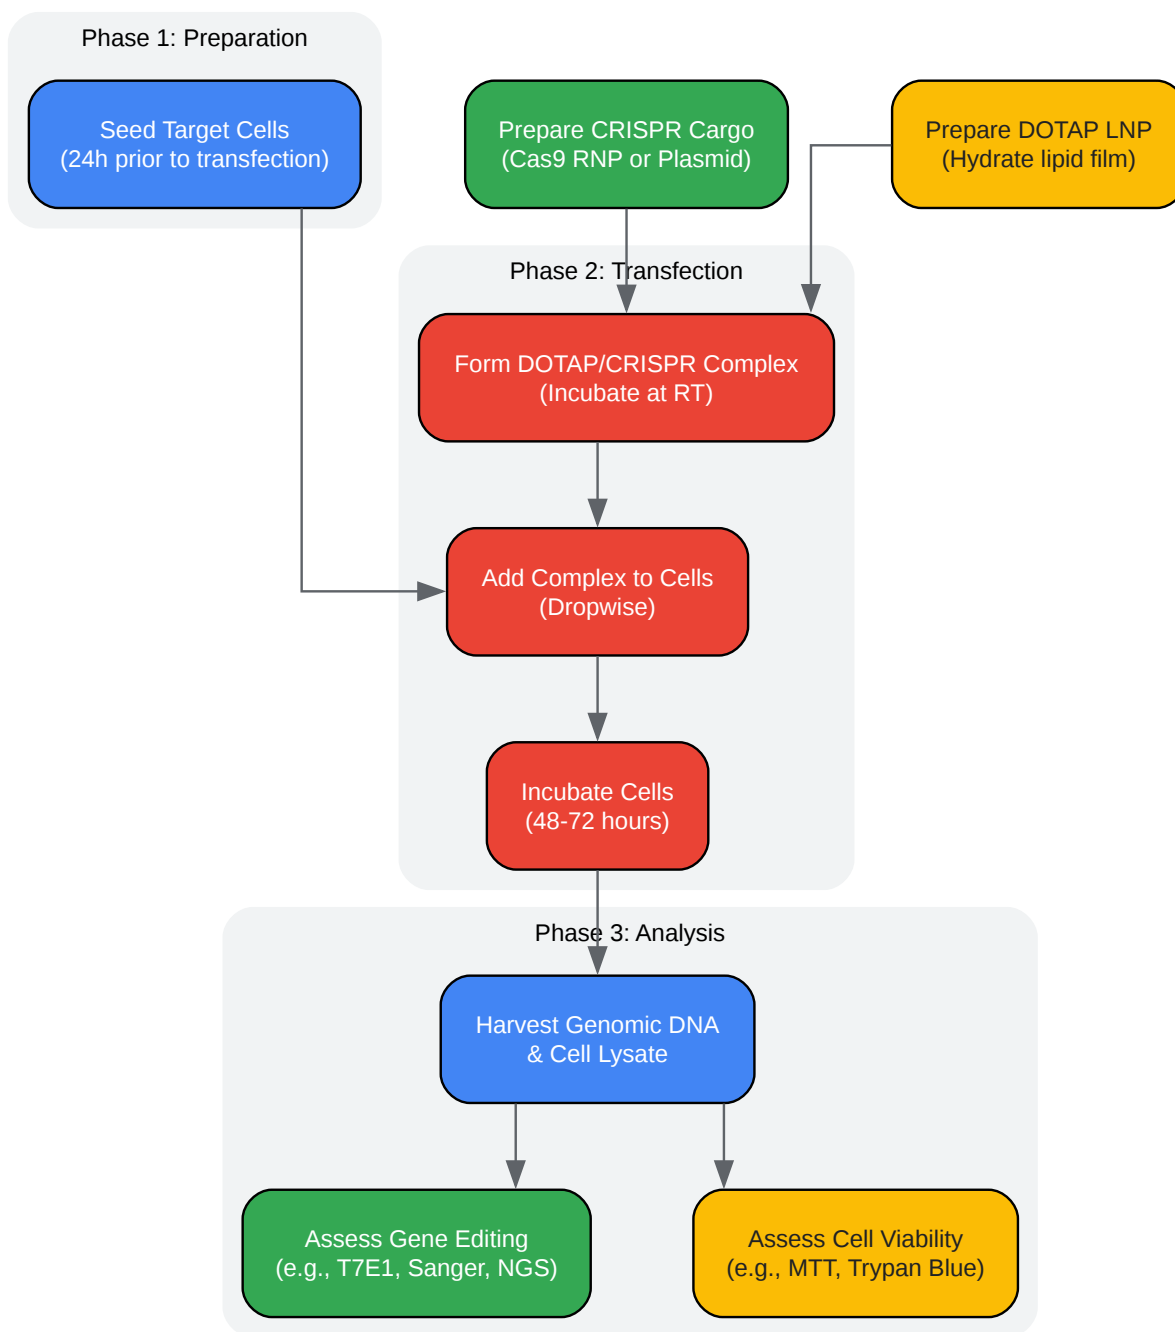 Phase 1: Preparation
Seed Target Cells
(24h prior to transfection)
Prepare CRISPR Cargo
(Cas9 RNP or Plasmid)
Prepare DOTAP LNP
(Hydrate lipid film)
Phase 2: Transfection
Form DOTAP/CRISPR Complex
(Incubate at RT)
Add Complex to Cells
(Dropwise)
Incubate Cells
(48-72 hours)
Phase 3: Analysis
Harvest Genomic DNA
& Cell Lysate
Assess Gene Editing
(e.g., T7E1, Sanger, NGS)
Assess Cell Viability
(e.g., MTT, Trypan Blue)